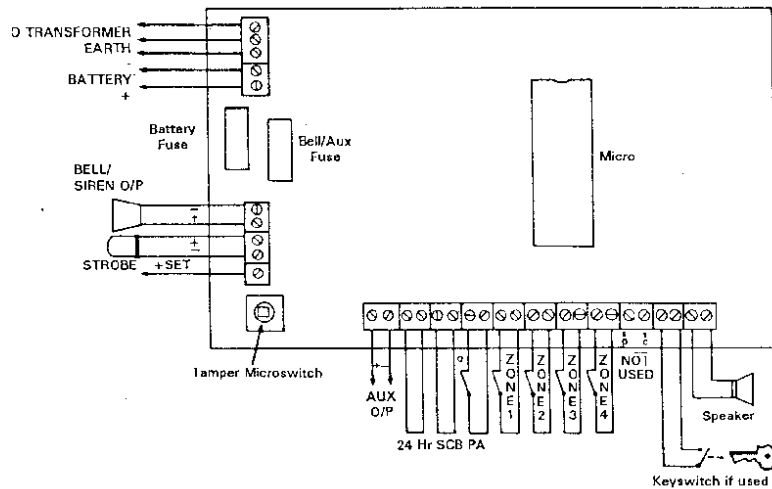 O TRANSFORMER
EARTH
-
BATTERY
+
Battery
Fuse
Bell/Aux
Fuse
Micro
BELL/
SIREN O/P
- +
+ -
STROBE
+SET
Tamper Microswitch
+ -
AUX
O/P
24 Hr SCB PA
ZONE 1
ZONE 2
ZONE 3
ZONE 4
NOT
USED
Speaker
Keyswitch if used